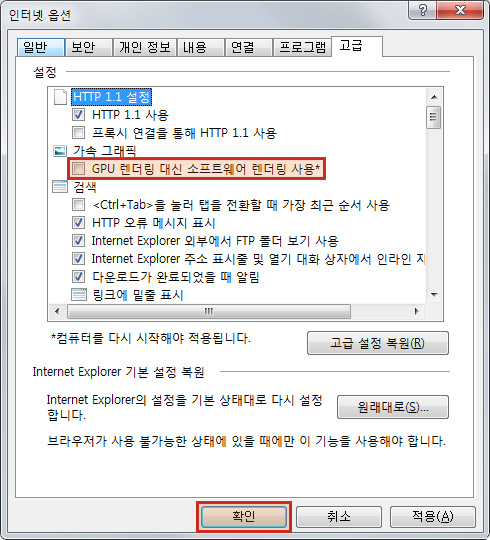 인터넷 옵션
일반 보안 개인 정보 내용 연결 프로그램 고급
설정
HTTP 1.1 설정
HTTP 1.1 사용
프록시 연결을 통해 HTTP 1.1 사용
가속 그래픽
GPU 렌더링 대신 소프트웨어 렌더링 사용*
검색
<Ctrl+Tab>을 눌러 탭을 전환할 때 가장 최근 순서 사용
HTTP 오류 메시지 표시
Internet Explorer 외부에서 FTP 폴더 보기 사용
Internet Explorer 주소 표시줄 및 열기 대화 상자에서 인라인 자
다운로드가 완료되었을 때 알림
링크에 밑줄 표시
*컴퓨터를 다시 시작해야 적용됩니다.
고급 설정 복원(R)
Internet Explorer 기본 설정 복원
Internet Explorer의 설정을 기본 상태대로 다시 설정
합니다.
원래대로(S)...
브라우저가 사용 불가능한 상태에 있을 때에만 이 기능을 사용해야 합니다.
확인 취소 적용(A)